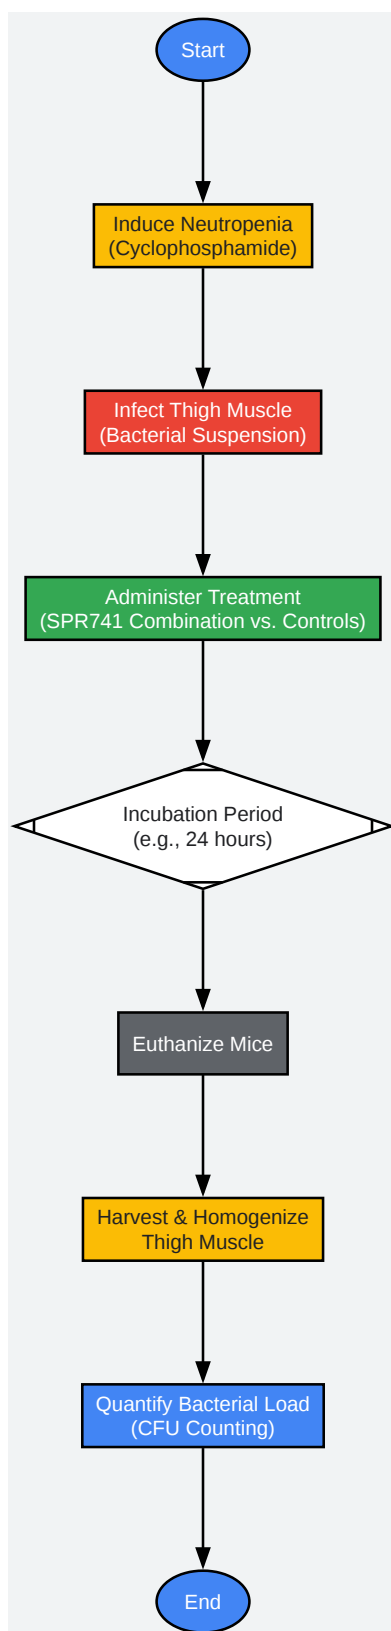 Start
Induce Neutropenia
(Cyclophosphamide)
Infect Thigh Muscle
(Bacterial Suspension)
Administer Treatment
(SPR741 Combination vs. Controls)
Incubation Period
(e.g., 24 hours)
Euthanize Mice
Harvest & Homogenize
Thigh Muscle
Quantify Bacterial Load
(CFU Counting)
End